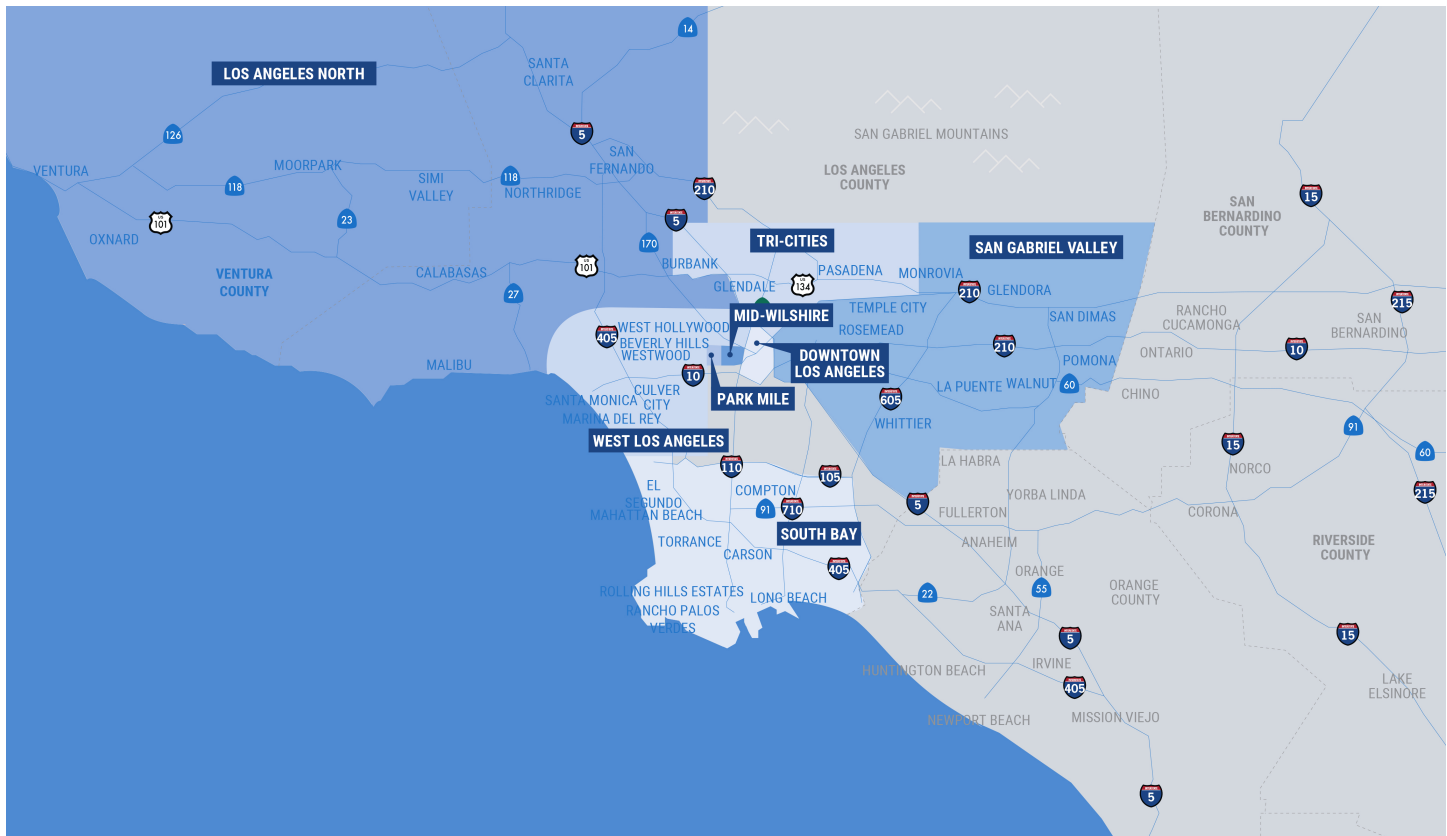 14
LOS ANGELES NORTH
SANTA
CLARITA
126
5
SAN GABRIEL MOUNTAINS
SAN
FERNANDO
VENTURA
MOORPARK
118
SIMI
VALLEY
118
NORTHRIDGE
210
LOS ANGELES
COUNTY
15
SAN
BERNARDINO
COUNTY
US
101
23
5
OXNARD
170
TRI-CITIES
SAN GABRIEL VALLEY
VENTURA
COUNTY
CALABASAS
US
101
BURBANK
PASADENA
MONROVIA
27
GLENDALE
US
134
210
GLENDORA
215
MID-WILSHIRE
TEMPLE CITY
SAN DIMAS
RANCHO
CUCAMONGA
SAN
BERNARDINO
405
WEST HOLLYWOOD
BEVERLY HILLS
WESTWOOD
ROSEMEAD
210
10
ONTARIO
MALIBU
10
DOWNTOWN
LOS ANGELES
POMONA
LA PUENTE
WALNUT
60
CHINO
SANTA MONICA
CULVER
CITY
PARK MILE
605
MARINA DEL REY
WHITTIER
91
WEST LOS ANGELES
15
60
110
105
LA HABRA
NORCO
EL
SEGUNDO
COMPTON
YORBA LINDA
215
MAHATTAN BEACH
91
710
5
FULLERTON
CORONA
SOUTH BAY
TORRANCE
ANAHEIM
RIVERSIDE
COUNTY
CARSON
405
ORANGE
ROLLING HILLS ESTATES
LONG BEACH
22
55
ORANGE
COUNTY
RANCHO PALOS
VERDES
SANTA
ANA
5
15
HUNTINGTON BEACH
IRVINE
405
LAKE
ELSINORE
NEWPORT BEACH
MISSION VIEJO
5